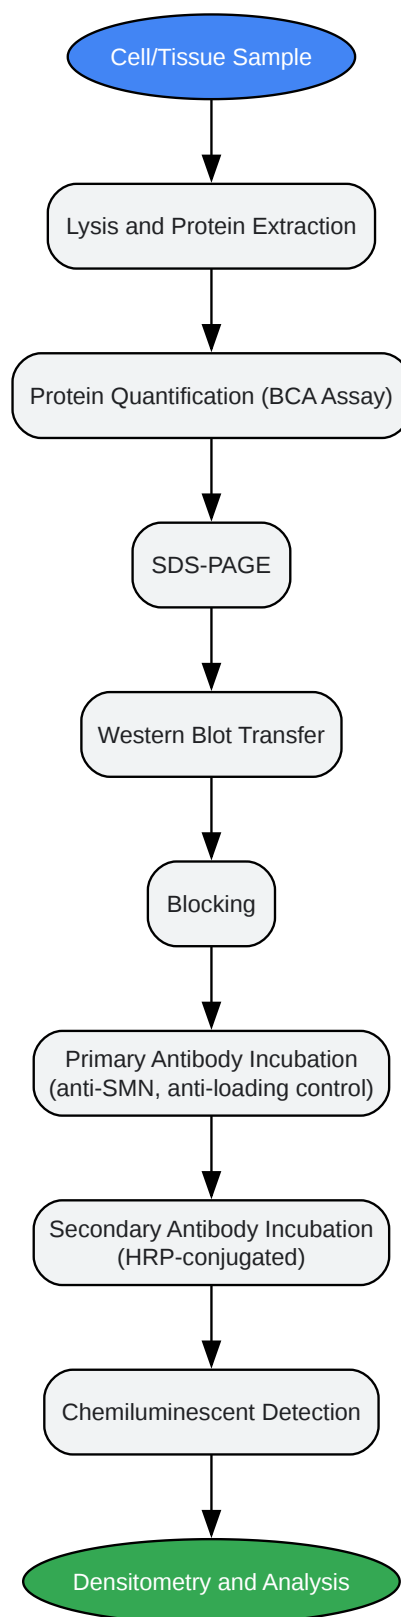 Cell/Tissue Sample
Lysis and Protein Extraction
Protein Quantification (BCA Assay)
SDS-PAGE
Western Blot Transfer
Blocking
Primary Antibody Incubation
(anti-SMN, anti-loading control)
Secondary Antibody Incubation
(HRP-conjugated)
Chemiluminescent Detection
Densitometry and Analysis